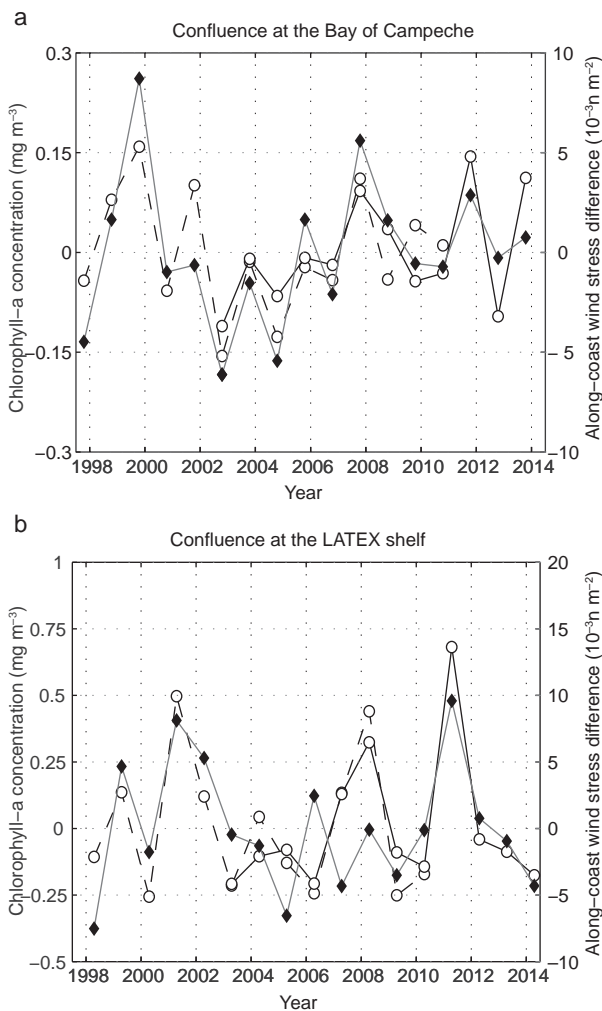 a
Confluence at the Bay of Campeche
Chlorophyll−a concentration (mg m−3)
0.3
0.15
0
−0.15
−0.3
10
5
0
−5
−10
Along−coast wind stress difference (10−3n m−2)
1998 2000 2002 2004 2006 2008 2010 2012 2014
Year
b
Confluence at the LATEX shelf
Chlorophyll−a concentration (mg m−3)
1
0.75
0.5
0.25
0
−0.25
−0.5
20
15
10
5
0
−5
−10
Along−coast wind stress difference (10−3n m−2)
1998 2000 2002 2004 2006 2008 2010 2012 2014
Year